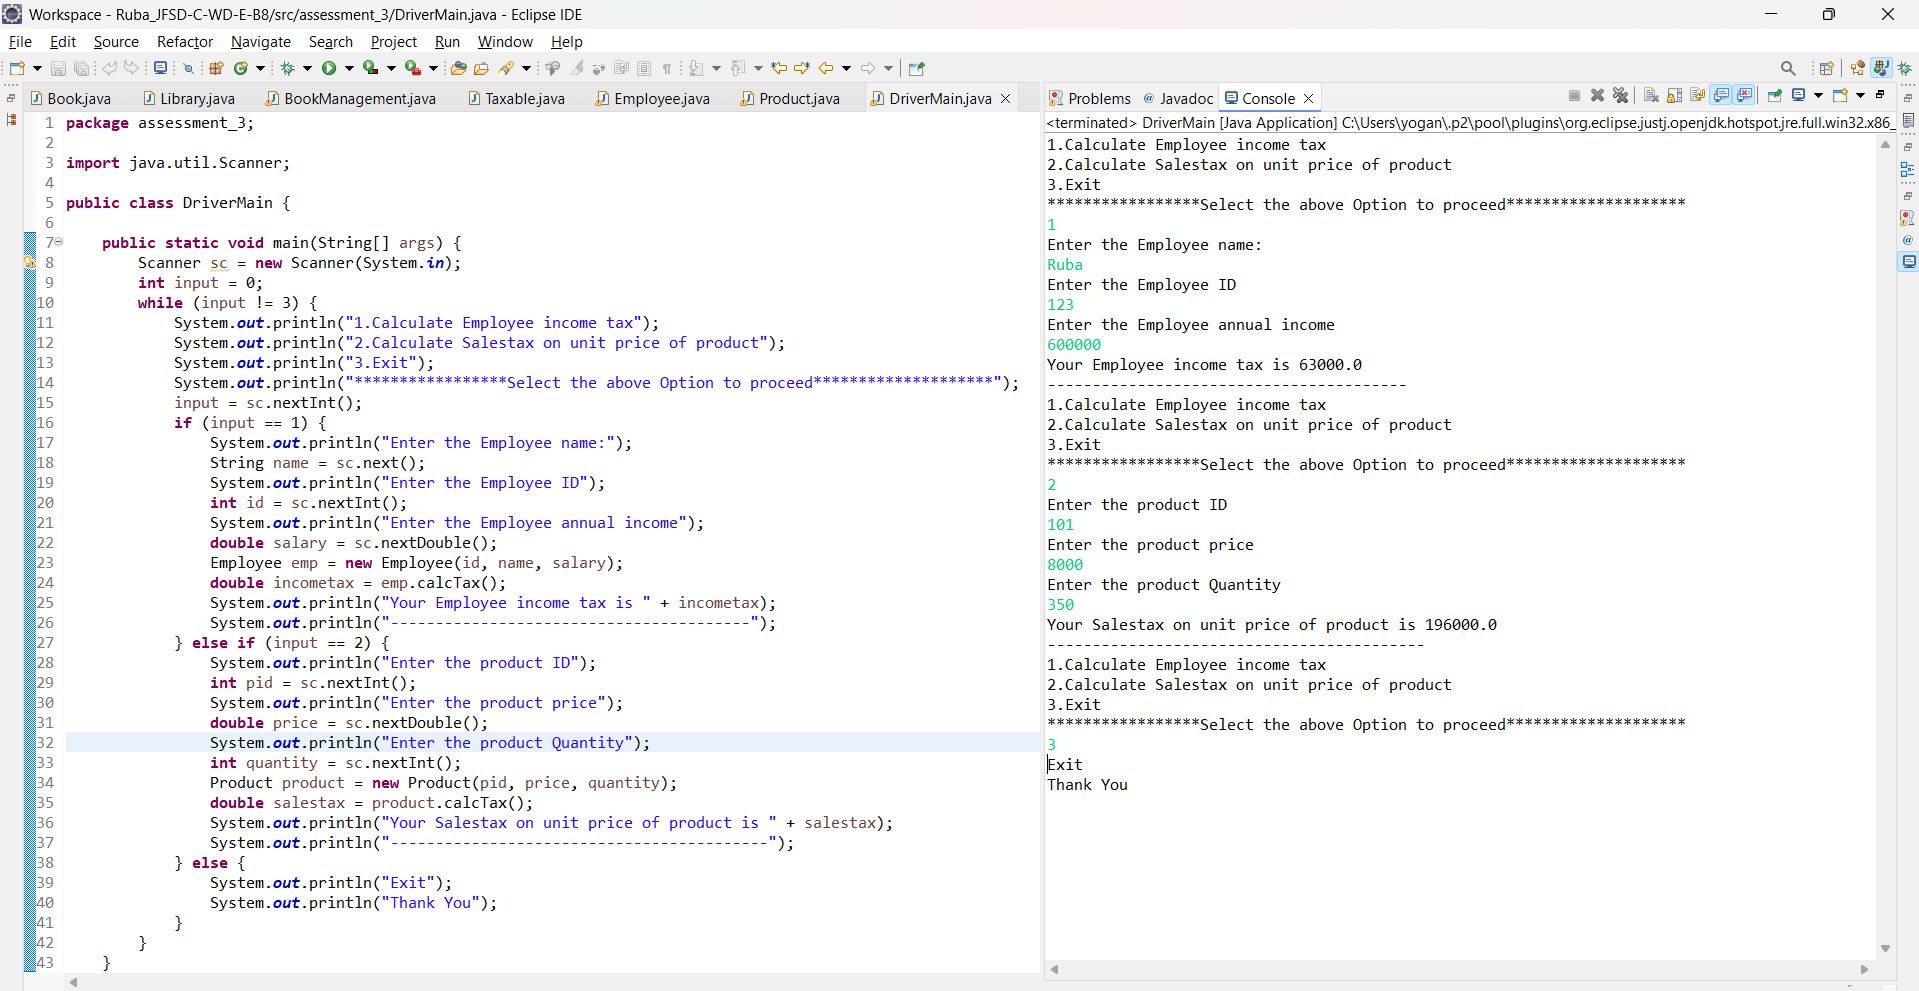 Workspace - Ruba_JFSD-C-WD-E-B8/src/assessment_3/DriverMain.java - Eclipse IDE
File Edit Source Refactor Navigate Search Project Run Window Help
Book.java Library.java BookManagement.java Taxable.java Employee.java Product.java DriverMain.java
1 package assessment_3;
2
3 import java.util.Scanner;
4
5 public class DriverMain {
6
7 public static void main(String[] args) {
8 Scanner sc = new Scanner(System.in);
9 int input = 0;
10 while (input != 3) {
11 System.out.println("1.Calculate Employee income tax");
12 System.out.println("2.Calculate Salestax on unit price of product");
13 System.out.println("3.Exit");
14 System.out.println("*****************Select the above Option to proceed********************");
15 input = sc.nextInt();
16 if (input == 1) {
17 System.out.println("Enter the Employee name:");
18 String name = sc.next();
19 System.out.println("Enter the Employee ID");
20 int id = sc.nextInt();
21 System.out.println("Enter the Employee annual income");
22 double salary = sc.nextDouble();
23 Employee emp = new Employee(id, name, salary);
24 double incometax = emp.calcTax();
25 System.out.println("Your Employee income tax is " + incometax);
26 System.out.println("----------------------------------------");
27 } else if (input == 2) {
28 System.out.println("Enter the product ID");
29 int pid = sc.nextInt();
30 System.out.println("Enter the product price");
31 double price = sc.nextDouble();
32 System.out.println("Enter the product Quantity");
33 int quantity = sc.nextInt();
34 Product product = new Product(pid, price, quantity);
35 double salestax = product.calcTax();
36 System.out.println("Your Salestax on unit price of product is " + salestax);
37 System.out.println("------------------------------------------");
38 } else {
39 System.out.println("Exit");
40 System.out.println("Thank You");
41 }
42 }
43 }
Problems @ Javadoc Console
<terminated> DriverMain [Java Application] C:\Users\yogan\.p2\pool\plugins\org.eclipse.justj.openjdk.hotspot.jre.full.win32.x86_
1.Calculate Employee income tax
2.Calculate Salestax on unit price of product
3.Exit
*****************Select the above Option to proceed********************
1
Enter the Employee name:
Ruba
Enter the Employee ID
123
Enter the Employee annual income
600000
Your Employee income tax is 63000.0
----------------------------------------
1.Calculate Employee income tax
2.Calculate Salestax on unit price of product
3.Exit
*****************Select the above Option to proceed********************
2
Enter the product ID
101
Enter the product price
8000
Enter the product Quantity
350
Your Salestax on unit price of product is 196000.0
------------------------------------------
1.Calculate Employee income tax
2.Calculate Salestax on unit price of product
3.Exit
*****************Select the above Option to proceed********************
3
Exit
Thank You